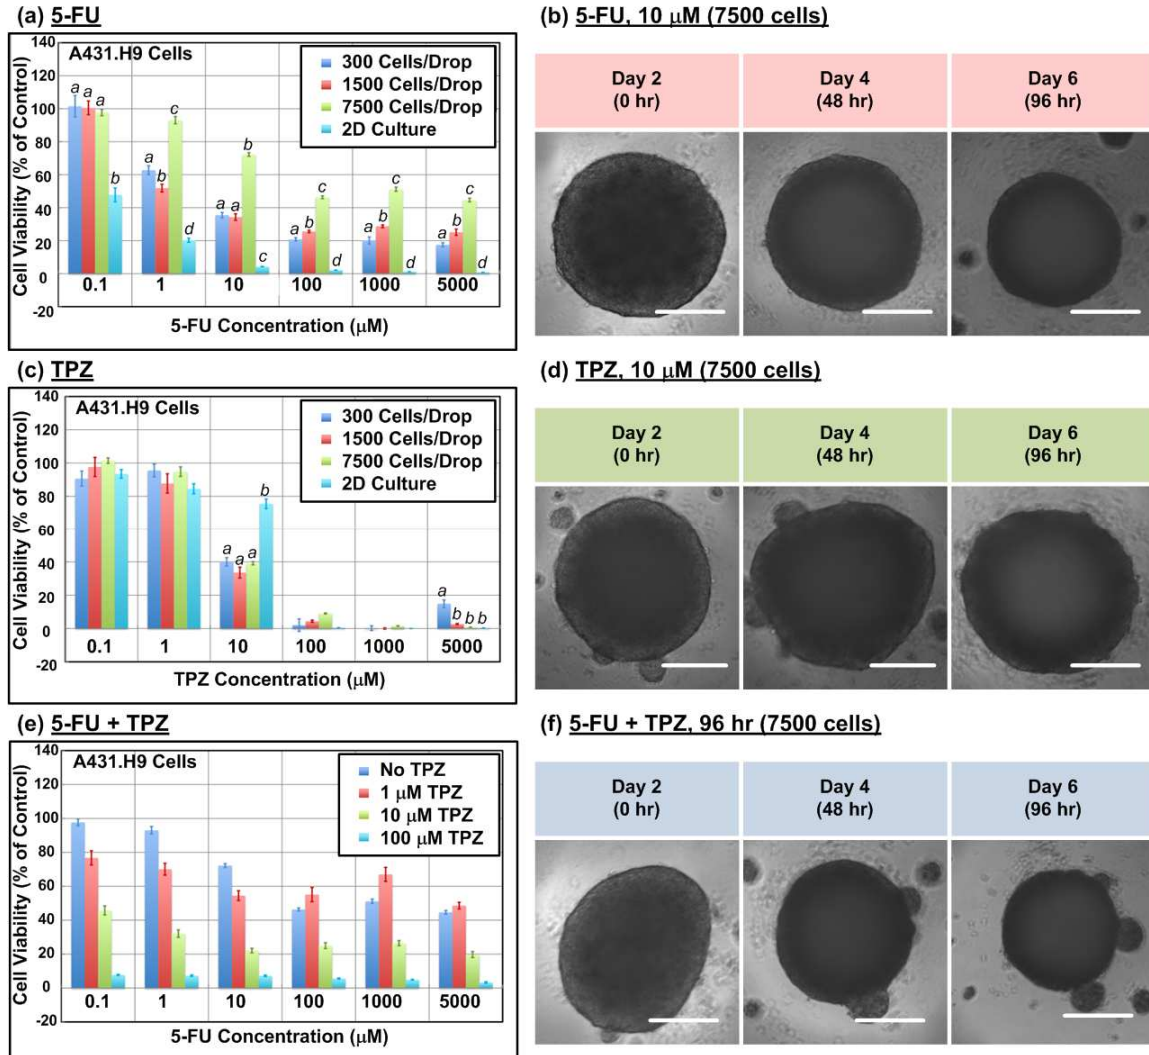 (a) 5-FU
A431.H9 Cells
300 Cells/Drop
1500 Cells/Drop
7500 Cells/Drop
2D Culture
Cell Viability (% of Control)
140
120
100
80
60
40
20
0
-20
a a a b
a b c d
a a b c
a b c d
a b c d
a b c d
0.1 1 10 100 1000 5000
5-FU Concentration (μM)
(b) 5-FU, 10 μM (7500 cells)
Day 2
(0 hr)
Day 4
(48 hr)
Day 6
(96 hr)
(c) TPZ
A431.H9 Cells
300 Cells/Drop
1500 Cells/Drop
7500 Cells/Drop
2D Culture
Cell Viability (% of Control)
140
120
100
80
60
40
20
0
-20
a a a b
a b b b
0.1 1 10 100 1000 5000
TPZ Concentration (μM)
(d) TPZ, 10 μM (7500 cells)
Day 2
(0 hr)
Day 4
(48 hr)
Day 6
(96 hr)
(e) 5-FU + TPZ
A431.H9 Cells
No TPZ
1 μM TPZ
10 μM TPZ
100 μM TPZ
Cell Viability (% of Control)
140
120
100
80
60
40
20
0
-20
0.1 1 10 100 1000 5000
5-FU Concentration (μM)
(f) 5-FU + TPZ, 96 hr (7500 cells)
Day 2
(0 hr)
Day 4
(48 hr)
Day 6
(96 hr)